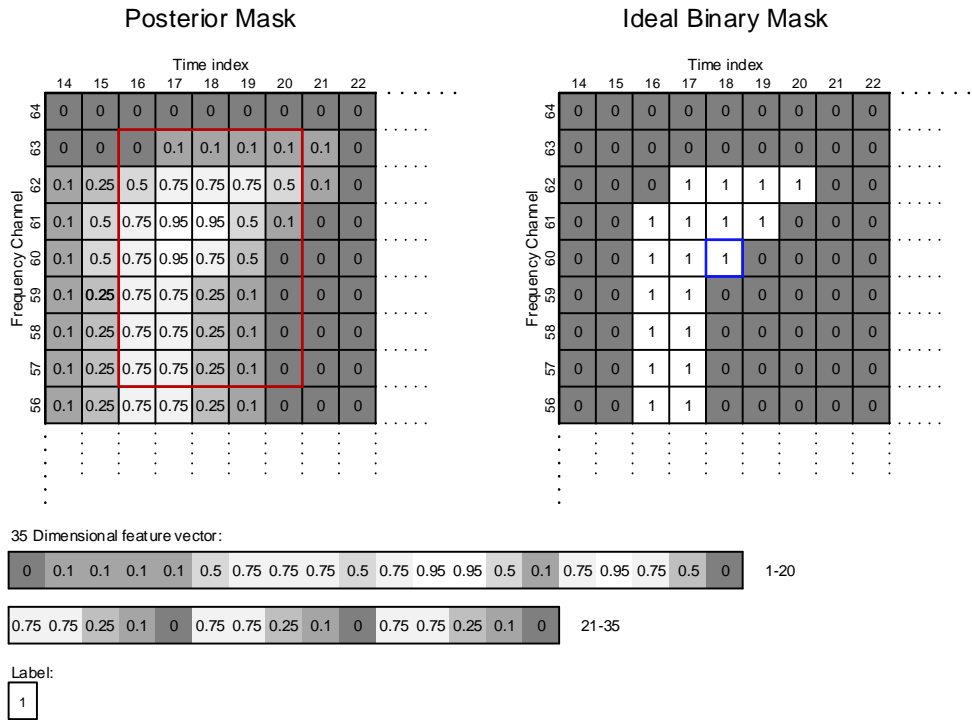 Posterior Mask
Ideal Binary Mask
Time index
14 15 16 17 18 19 20 21 22
Frequency Channel
64 0 0 0 0 0 0 0 0 0
63 0 0 0 0.1 0.1 0.1 0.1 0.1 0
62 0.1 0.25 0.5 0.75 0.75 0.75 0.5 0.1 0
61 0.1 0.5 0.75 0.95 0.95 0.5 0.1 0 0
60 0.1 0.5 0.75 0.95 0.75 0.5 0 0 0
59 0.1 0.25 0.75 0.75 0.25 0.1 0 0 0
58 0.1 0.25 0.75 0.75 0.25 0.1 0 0 0
57 0.1 0.25 0.75 0.75 0.25 0.1 0 0 0
56 0.1 0.25 0.75 0.75 0.25 0.1 0 0 0
Time index
14 15 16 17 18 19 20 21 22
Frequency Channel
64 0 0 0 0 0 0 0 0 0
63 0 0 0 0 0 0 0 0 0
62 0 0 0 1 1 1 1 0 0
61 0 0 1 1 1 1 0 0 0
60 0 0 1 1 1 0 0 0 0
59 0 0 1 1 0 0 0 0 0
58 0 0 1 1 0 0 0 0 0
57 0 0 1 1 0 0 0 0 0
56 0 0 1 1 0 0 0 0 0
35 Dimensional feature vector:
0 0.1 0.1 0.1 0.1 0.5 0.75 0.75 0.75 0.5 0.75 0.95 0.95 0.5 0.1 0.75 0.95 0.75 0.5 0 1-20
0.75 0.75 0.25 0.1 0 0.75 0.75 0.25 0.1 0 0.75 0.75 0.25 0.1 0 21-35
Label:
1